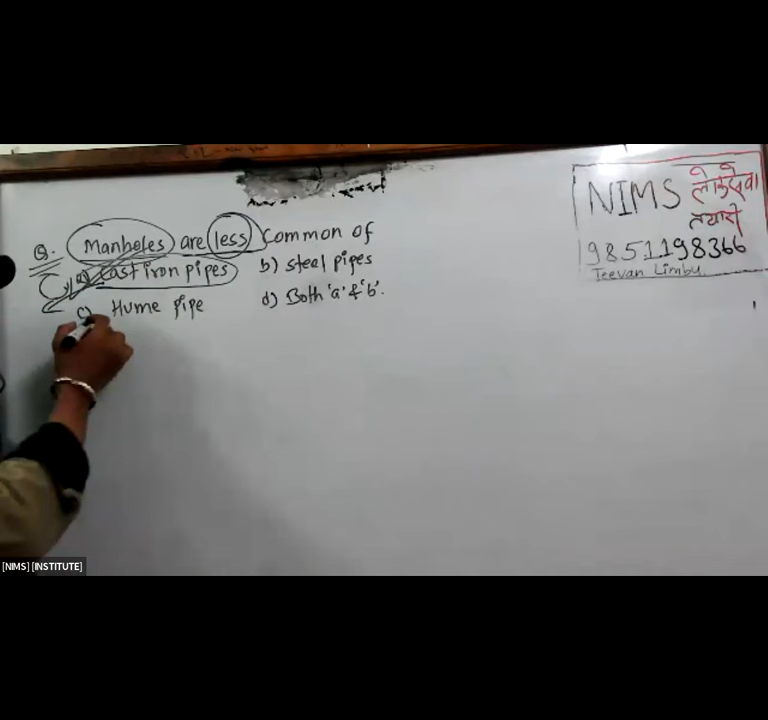 Q. Manholes are less common of
a) Cast iron pipes b) steel pipes
c) Hume pipe d) Both 'a' & 'b'.
NIMS लोकसेवा
तयारी
9851198366
Jeevan Limbu
[NIMS] [INSTITUTE]